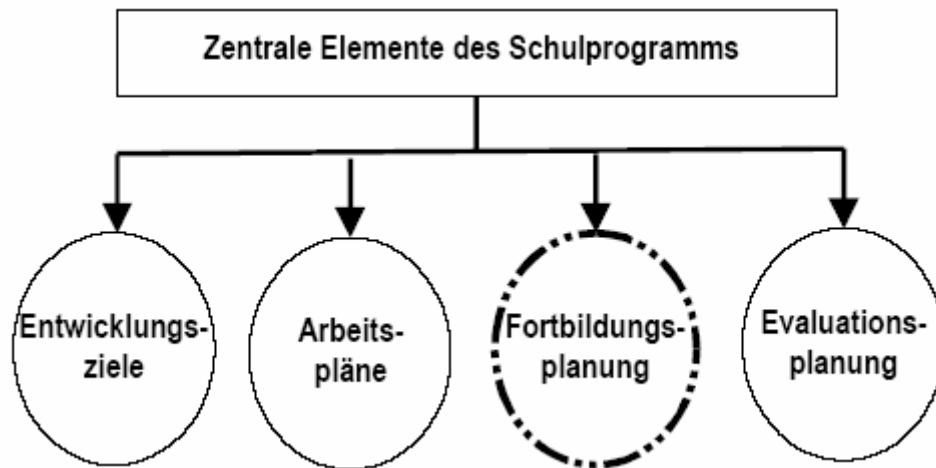 Zentrale Elemente des Schulprogramms
Entwicklungs-
ziele
Arbeits-
pläne
Fortbildungs-
planung
Evaluations-
planung